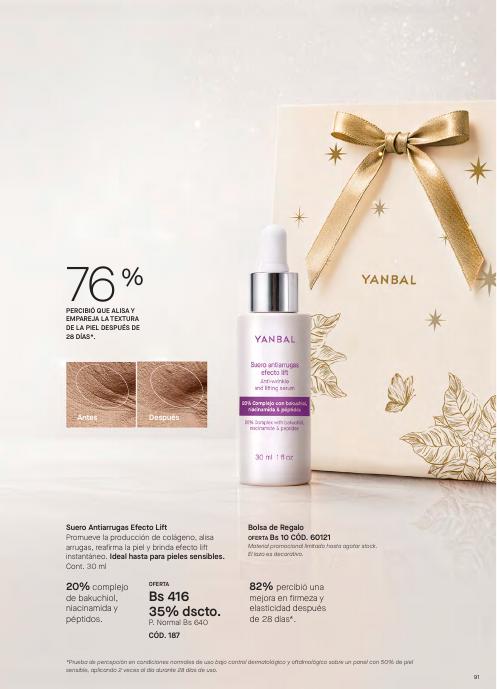 YANBAL
76%
PERCIBIÓ QUE ALISA Y
EMPAREJA LA TEXTURA
DE LA PIEL DESPUÉS DE
28 DÍAS*.
Antes
Después
YANBAL
Suero antiarrugas
efecto lift
Anti-wrinkle
and lifting serum
20% Complejo con bakuchiol,
niacinamida & péptidos
20% Complex with bakuchiol,
niacinamide & peptides
30 ml 1 fl oz
Suero Antiarrugas Efecto Lift
Promueve la producción de colágeno, alisa
arrugas, reafirma la piel y brinda efecto lift
instantáneo. Ideal hasta para pieles sensibles.
Cont. 30 ml
20% complejo
de bakuchiol,
niacinamida y
péptidos.
OFERTA
Bs 416
35% dscto.
P. Normal Bs 640
CÓD. 187
Bolsa de Regalo
OFERTA Bs 10 CÓD. 60121
Material promocional limitado hasta agotar stock.
El lazo es decorativo.
82% percibió una
mejora en firmeza y
elasticidad después
de 28 días*.
*Prueba de percepción en condiciones normales de uso bajo control dermatológico y oftalmológico sobre un panel con 50% de piel
sensible, aplicando 2 veces al día durante 28 días de uso.
91